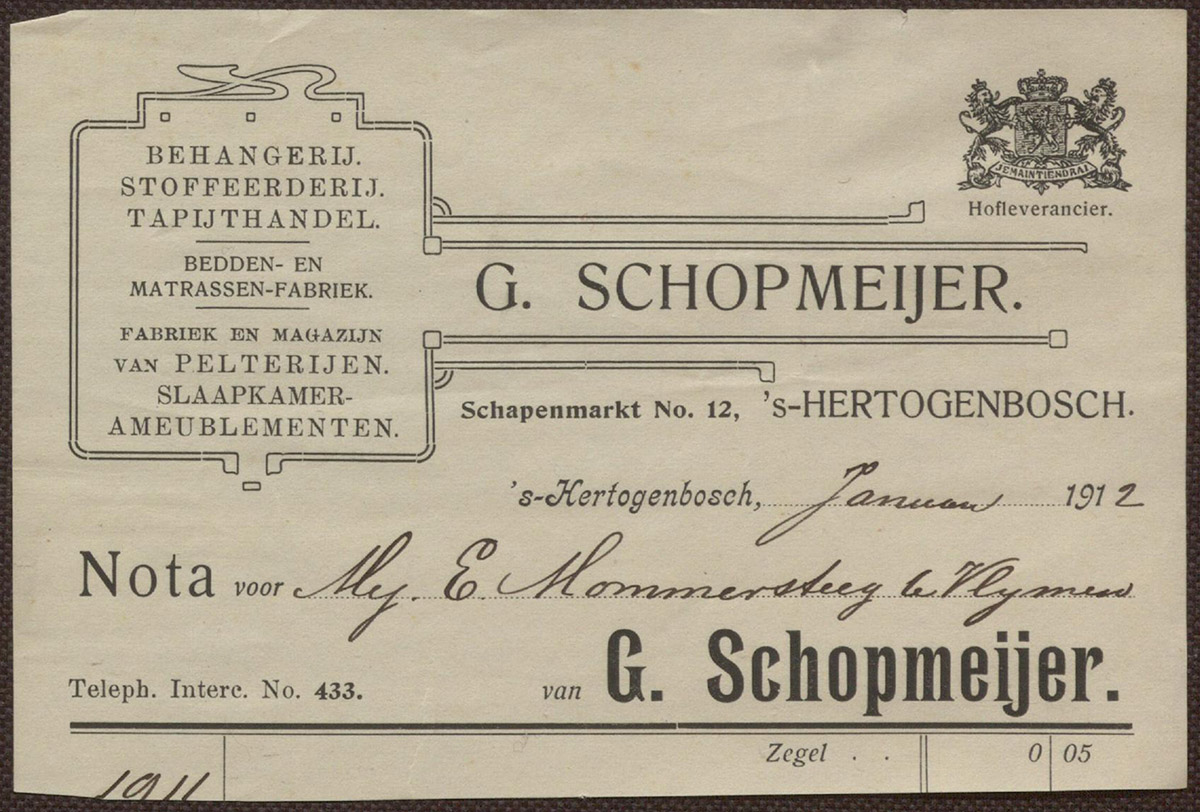 BEHANGERIJ.
STOFFEERDERIJ.
TAPIJTHANDEL.
BEDDEN- EN
MATRASSEN-FABRIEK.
FABRIEK EN MAGAZIJN
VAN PELTERIJEN.
SLAAPKAMER-
AMEUBLEMENTEN.
JE MAINTIENDRAI
Hofleverancier.
G. SCHOPMEIJER.
Schapenmarkt No. 12, 's-HERTOGENBOSCH.
's-Hertogenbosch, Januari 1912
Nota voor Mej. E. Mommersteeg te Vlymen
Teleph. Interc. No. 433. van G. Schopmeijer.
Zegel . . 0 05
1911